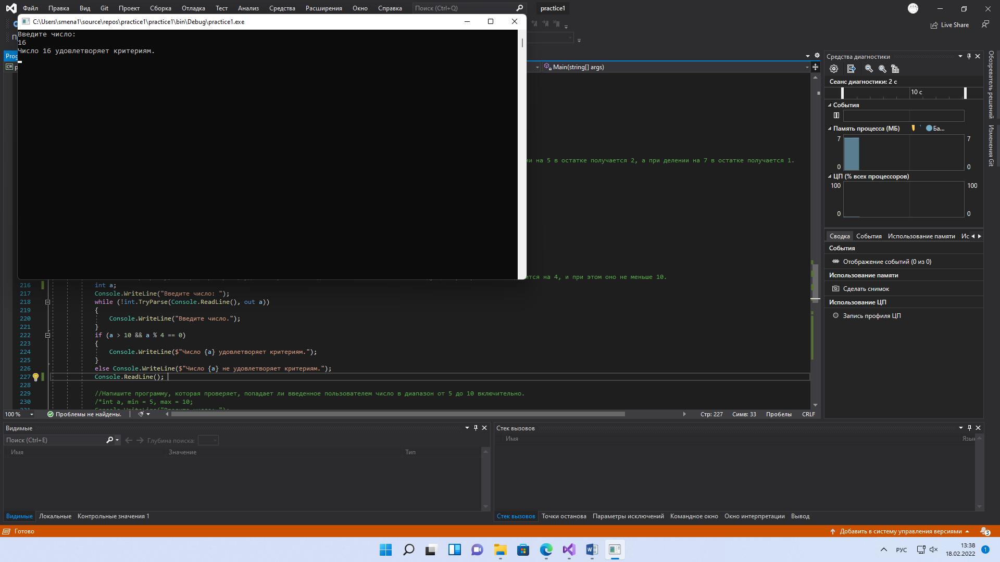 Файл Правка Вид Git Проект Сборка Отладка Тест Анализ Средства Расширения Окно Справка Поиск (Ctrl+Q) practice1
C:\Users\smena1\source\repos\practice1\practice1\bin\Debug\practice1.exe
Live Share
Введите число:
16
Число 16 удовлетворяет критериям.
Main(string[] args)
на 5 в остатке получается 2, а при делении на 7 в остатке получается 1.
на 4, и при этом оно не меньше 10.
216 int a;
217 Console.WriteLine("Введите число: ");
218 while (!int.TryParse(Console.ReadLine(), out a))
219 {
220 Console.WriteLine("Введите число.");
221 }
222 if (a > 10 && a % 4 == 0)
223 {
224 Console.WriteLine($"Число {a} удовлетворяет критериям.");
225 }
226 else Console.WriteLine($"Число {a} не удовлетворяет критериям.");
227 Console.ReadLine();
228
229 //Напишите программу, которая проверяет, попадает ли введенное пользователем число в диапазон от 5 до 10 включительно.
230 /*int a, min = 5, max = 10;
100 % Проблемы не найдены. Стр: 227 Симв: 33 Пробелы CRLF
Средства диагностики
Сеанс диагностики: 2 с
10 с
События
Память процесса (МБ) Ба...
7 7
0 0
ЦП (% всех процессоров)
100 100
0 0
Сводка События Использование памяти Ис
События
Отображение событий (0 из 0)
Использование памяти
Сделать снимок
Использование ЦП
Запись профиля ЦП
Обозреватель решений
Изменения Git
Видимые
Поиск (Ctrl+E) Глубина поиска:
Имя Значение Тип
Видимые Локальные Контрольные значения 1
Стек вызовов
Имя
Стек вызовов Точки останова Параметры исключений Командное окно Окно интерпретации Вывод
Готово
Добавить в систему управления версиями 3
РУС
13:38
18.02.2022
1